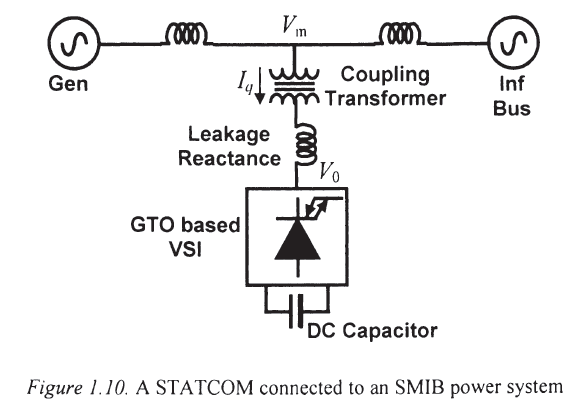 V_m
Gen
I_q
Coupling
Transformer
Inf
Bus
Leakage
Reactance
V_0
GTO based
VSI
DC Capacitor
Figure 1.10. A STATCOM connected to an SMIB power system